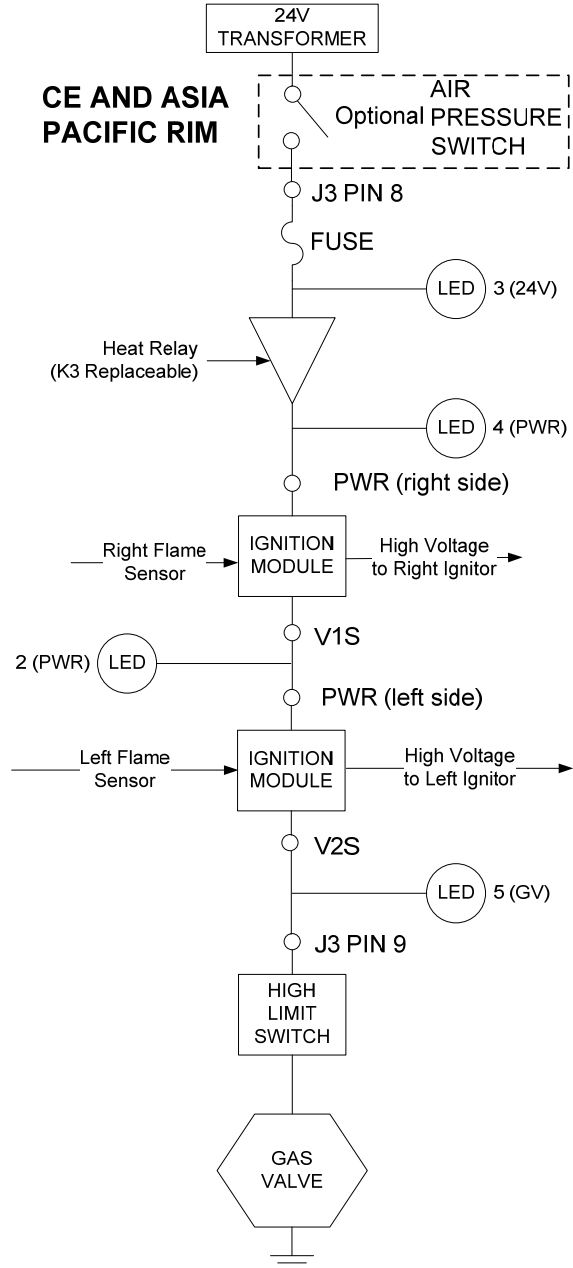 24V
TRANSFORMER
CE AND ASIA
PACIFIC RIM
Optional
AIR
PRESSURE
SWITCH
J3 PIN 8
FUSE
LED
3 (24V)
Heat Relay
(K3 Replaceable)
LED
4 (PWR)
PWR (right side)
Right Flame
Sensor
IGNITION
MODULE
High Voltage
to Right Ignitor
V1S
2 (PWR)
LED
PWR (left side)
Left Flame
Sensor
IGNITION
MODULE
High Voltage
to Left Ignitor
V2S
LED
5 (GV)
J3 PIN 9
HIGH
LIMIT
SWITCH
GAS
VALVE